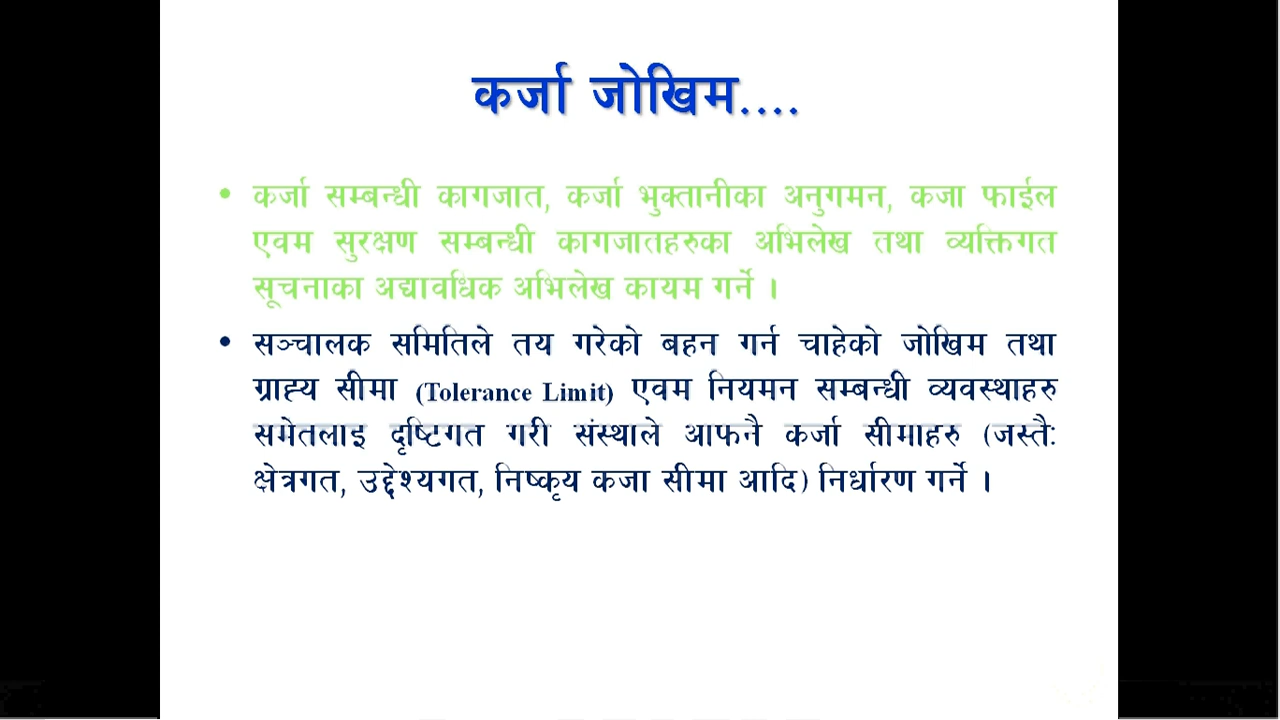 कर्जा जोखिम....
• कर्जा सम्बन्धी कागजात, कर्जा भुक्तानीका अनुगमन, कजा फाईल
एवम सुरक्षण सम्बन्धी कागजातहरुका अभिलेख तथा व्यक्तिगत
सूचनाका अद्यावधिक अभिलेख कायम गर्ने ।
• सञ्चालक समितिले तय गरेको बहन गर्न चाहेको जोखिम तथा
ग्राह्य सीमा (Tolerance Limit) एवम नियमन सम्बन्धी व्यवस्थाहरु
समेतलाइ दृष्टिगत गरी संस्थाले आफनै कर्जा सीमाहरु (जस्तै:
क्षेत्रगत, उद्देश्यगत, निष्कृय कजा सीमा आदि) निर्धारण गर्ने ।